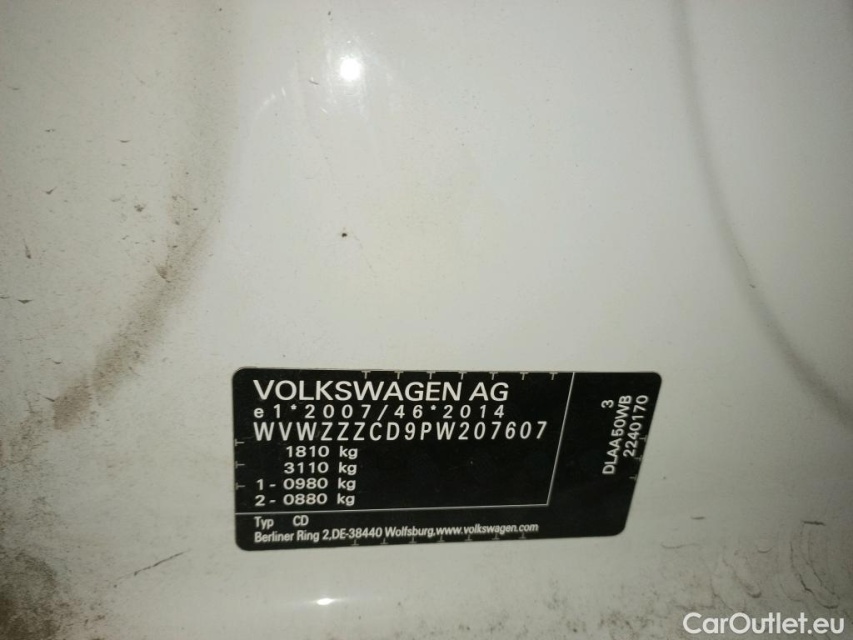 VOLKSWAGEN AG
e1*2007/46*2014
WVWZZZCD9PW207607
1810 kg
3110 kg
1 - 0980 kg
2 - 0880 kg
Typ CD
Berliner Ring 2,DE-38440 Wolfsburg,www.volkswagen.com
3
DLAA50WB
2240170
CarOutlet.eu